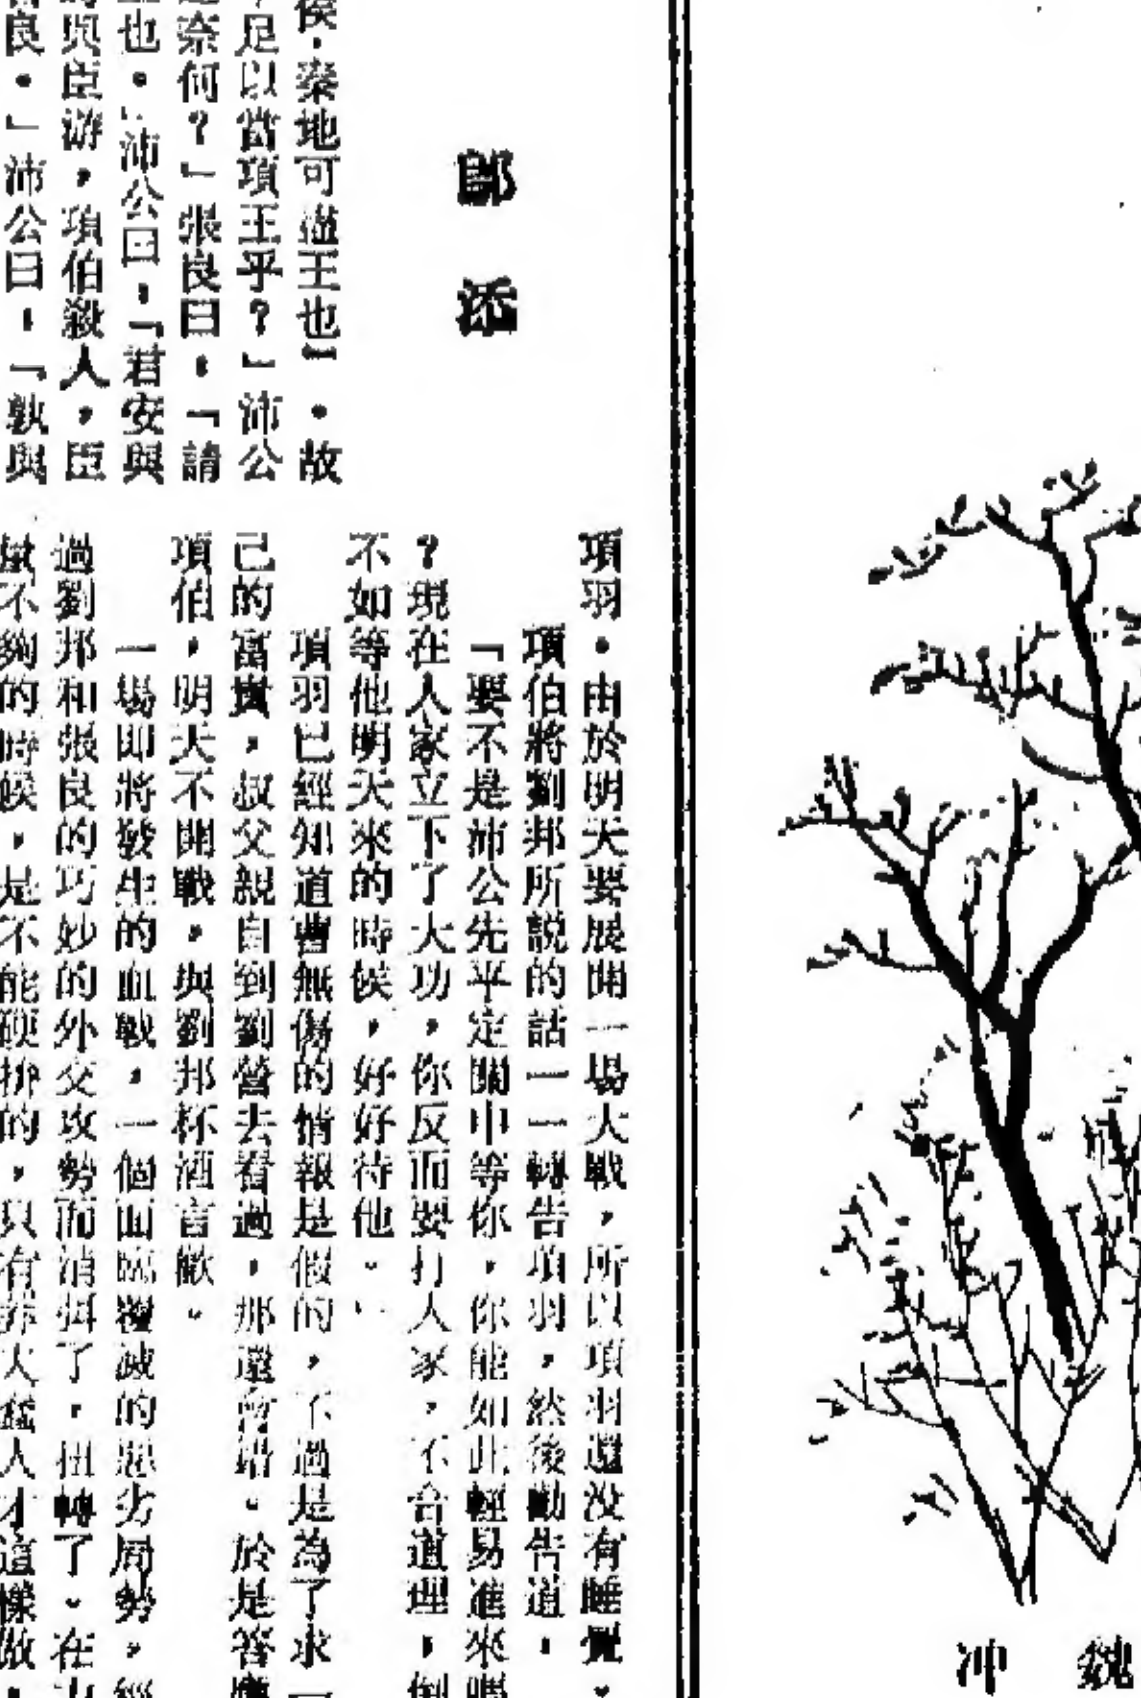 魏
冲
郎
添
秦地可盡王也】。故
足以當項王乎？」沛公
奈何？」張良曰：「請
也。」沛公曰：「君安與
與臣游，項伯殺人，臣
良。」沛公曰：「孰與
項羽。由於明天要展開一場大戰，所以項羽還没有睡覺。
項伯將劉邦所説的話一一轉告項羽，然後勸告道：
「要不是沛公先平定關中等你，你能如此輕易進來嗎
？現在人家立下了大功，你反而要打人家，不合道理，倒
不如等他明天來的時候，好好待他。」
項羽已經知道曹無傷的情報是假的，不過是為了求一
己的富貴，叔父親自到劉營去看過，那還會錯。於是答應
項伯，明天不開戰，與劉邦杯酒言歡。
一場即將發生的血戰，一個面臨覆滅的惡劣局勢，經
過劉邦和張良的巧妙的外交攻勢而消弭了，扭轉了。在力
不夠的時候，是不能硬拚的，只有大人才這樣做，